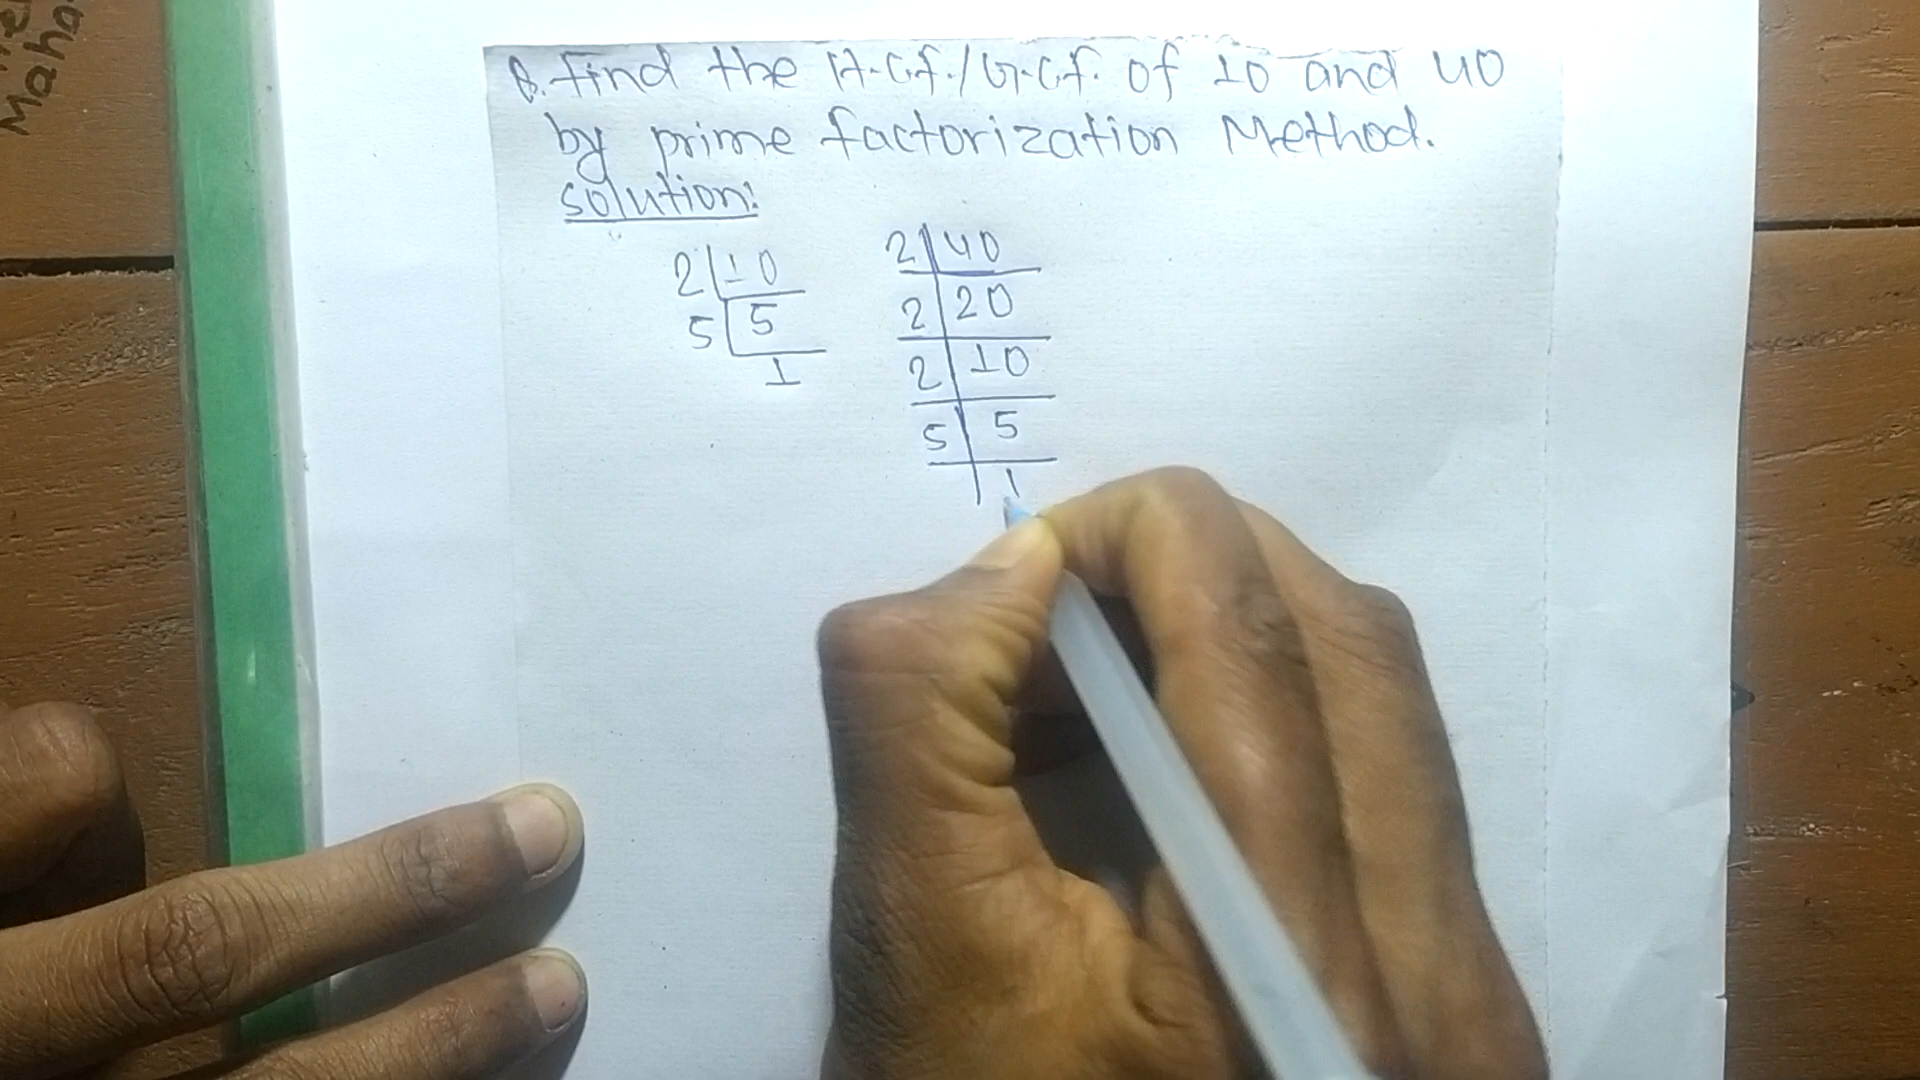 Q. Find the H.C.F./G.C.F. of 10 and 40
by prime factorization Method.
Solution:
2 10
5 5
1
2 40
2 20
2 10
5 5
1
Maha